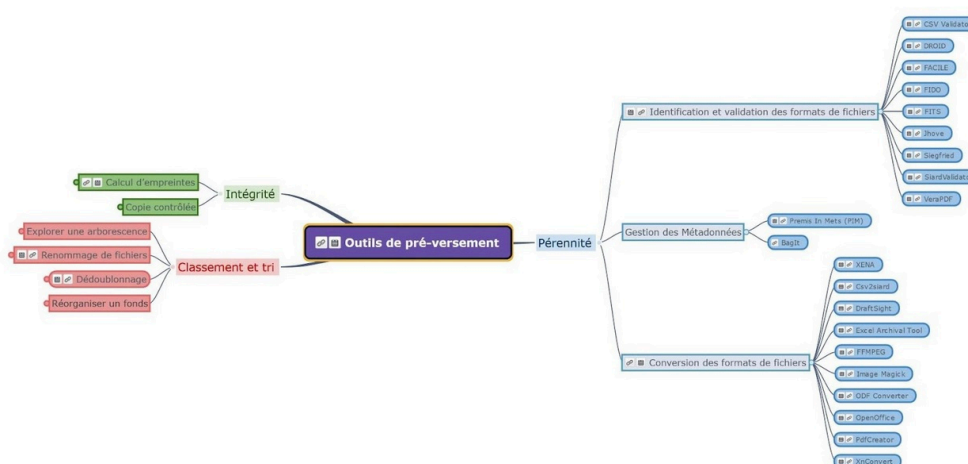 Calcul d'empreintes
Copie contrôlée
Intégrité
Explorer une arborescence
Renommage de fichiers
Dédoublonnage
Réorganiser un fonds
Classement et tri
Outils de pré-versement
Pérennité
Identification et validation des formats de fichiers
CSV Validato
DROID
FACILE
FIDO
FITS
Jhove
Siegfried
SiardValidato
VeraPDF
Gestion des Métadonnées
Premis In Mets (PIM)
BagIt
Conversion des formats de fichiers
XENA
Csv2siard
DraftSight
Excel Archival Tool
FFMPEG
Image Magick
ODF Converter
OpenOffice
PdfCreator
XnConvert